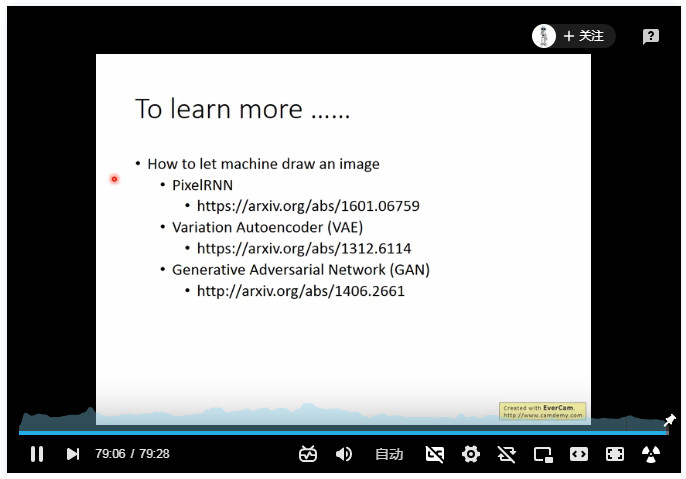 + 关注
To learn more ......
• How to let machine draw an image
• PixelRNN
• https://arxiv.org/abs/1601.06759
• Variation Autoencoder (VAE)
• https://arxiv.org/abs/1312.6114
• Generative Adversarial Network (GAN)
• http://arxiv.org/abs/1406.2661
Created with EverCam.
http://www.camdemy.com
79:06 / 79:28 自动